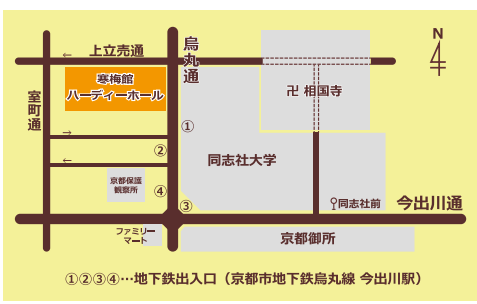 N
←
上立売通
烏丸通
室町通
寒梅館
ハーディーホール
卍 相国寺
→
①
②
←
同志社大学
京都保護
観察所
④
③
同志社前
今出川通
ファミリー
マート
京都御所
①②③④…地下鉄出入口（京都市地下鉄烏丸線 今出川駅）